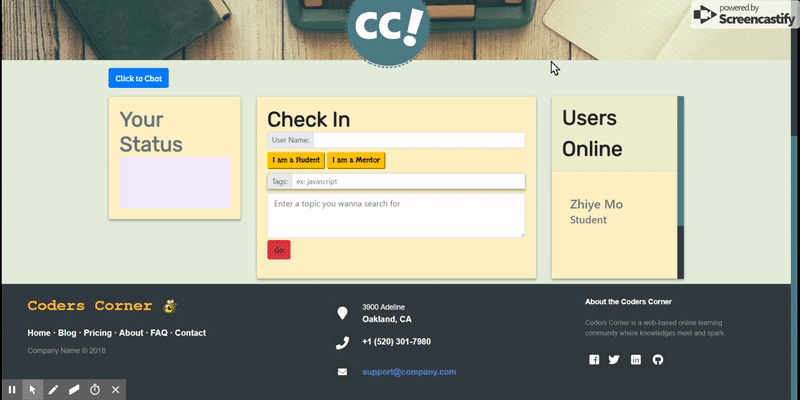 cc!
powered by
Screencastify
Click to Chat
Your
Status
Check In
User Name:
I am a Student
I am a Mentor
Tags:
ex: javascript
Enter a topic you wanna search for
Go
Users
Online
Zhiye Mo
Student
Coders Corner
Home · Blog · Pricing · About · FAQ · Contact
Company Name © 2018
3900 Adeline
Oakland, CA
+1 (520) 301-7980
support@company.com
About the Coders Corner
Coders Corner is a web based online learning
community where knowledges meet and spark.